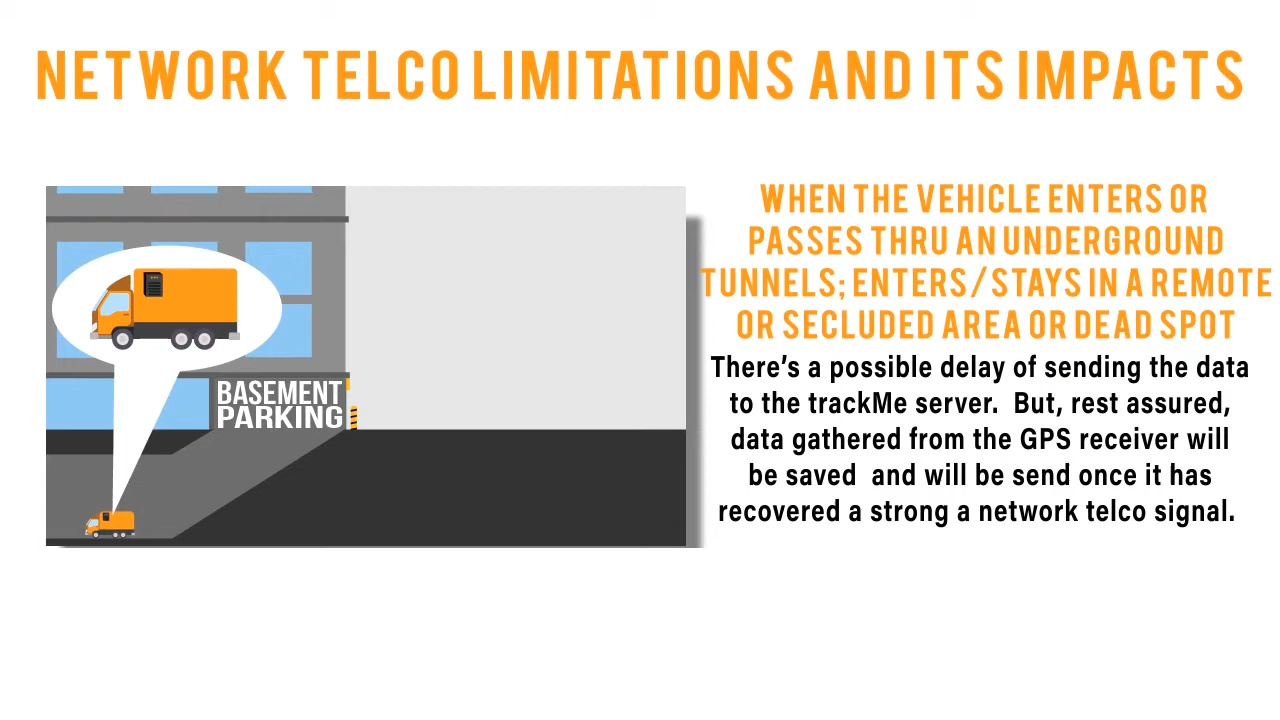 NETWORK TELCO LIMITATIONS AND ITS IMPACTS
WHEN THE VEHICLE ENTERS OR
PASSES THRU AN UNDERGROUND
TUNNELS; ENTERS/STAYS IN A REMOTE
OR SECLUDED AREA OR DEAD SPOT
There's a possible delay of sending the data
to the trackMe server.  But, rest assured,
data gathered from the GPS receiver will
be saved  and will be send once it has
recovered a strong a network telco signal.
BASEMENT
PARKING